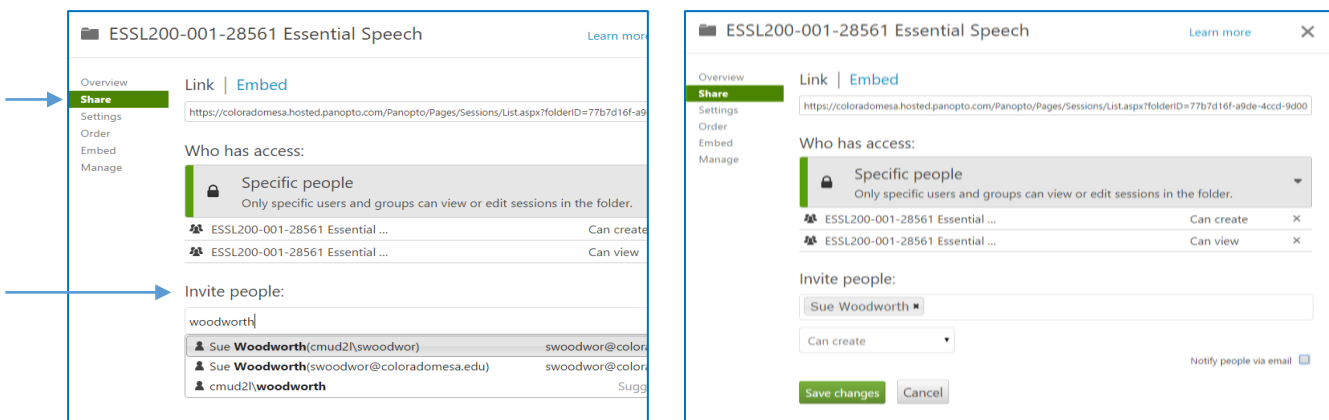 ESSL200-001-28561 Essential Speech
Learn more
Overview
Share
Settings
Order
Embed
Manage
Link | Embed
https://coloradomesa.hosted.panopto.com/Panopto/Pages/Sessions/List.aspx?folderID=77b7d16f-a9
Who has access:
Specific people
Only specific users and groups can view or edit sessions in the folder.
ESSL200-001-28561 Essential ... Can create
ESSL200-001-28561 Essential ... Can view
Invite people:
woodworth
Sue Woodworth(cmud2l\swoodwor) swoodwor@colora
Sue Woodworth(swoodwor@coloradomesa.edu) swoodwor@colora
cmud2l\woodworth Sugg
ESSL200-001-28561 Essential Speech
Learn more
Overview
Share
Settings
Order
Embed
Manage
Link | Embed
https://coloradomesa.hosted.panopto.com/Panopto/Pages/Sessions/List.aspx?folderID=77b7d16f-a9de-4ccd-9d00
Who has access:
Specific people
Only specific users and groups can view or edit sessions in the folder.
ESSL200-001-28561 Essential ... Can create
ESSL200-001-28561 Essential ... Can view
Invite people:
Sue Woodworth
Can create
Notify people via email
Save changes Cancel